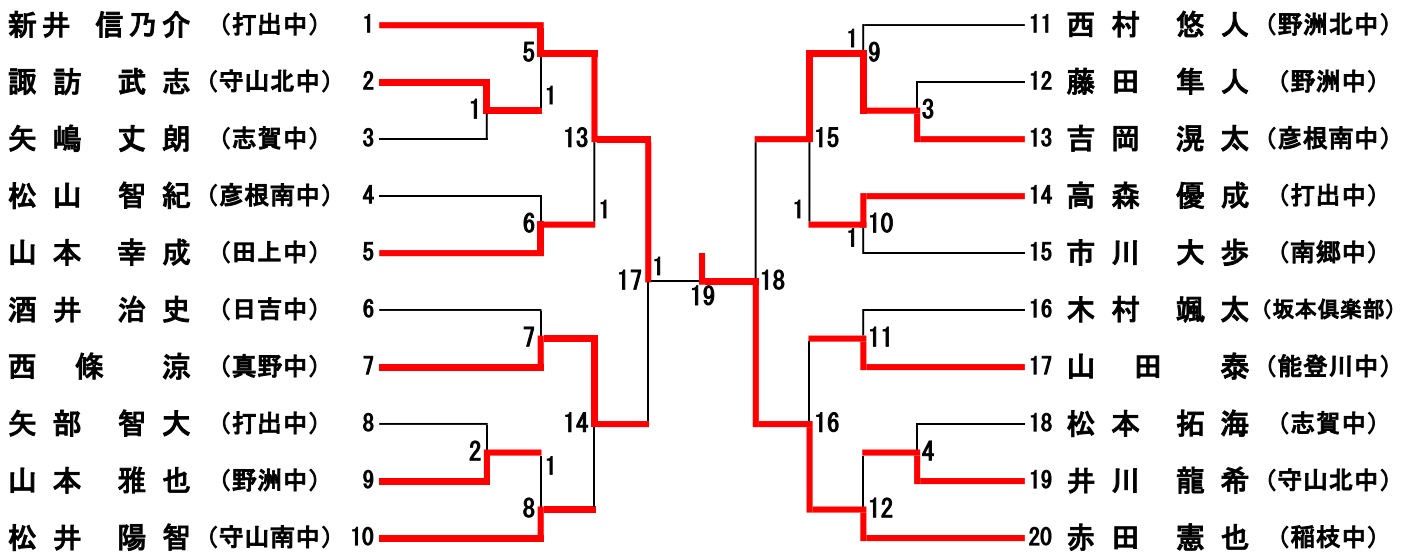 新井 信乃介 （打出中） 1
諏訪 武志 （守山北中） 2
矢嶋 丈朗 （志賀中） 3
松山 智紀 （彦根南中） 4
山本 幸成 （田上中） 5
酒井 治史 （日吉中） 6
西條 涼 （真野中） 7
矢部 智大 （打出中） 8
山本 雅也 （野洲中） 9
松井 陽智 （守山南中） 10
5
1
1
13
6
1
17
1
7
14
2
1
8
19
18
1
9
3
15
1
10
1
11
16
4
12
11 西村 悠人 （野洲北中）
12 藤田 隼人 （野洲中）
13 吉岡 滉太 （彦根南中）
14 高森 優成 （打出中）
15 市川 大歩 （南郷中）
16 木村 颯太 （坂本倶楽部）
17 山田 泰 （能登川中）
18 松本 拓海 （志賀中）
19 井川 龍希 （守山北中）
20 赤田 憲也 （稲枝中）